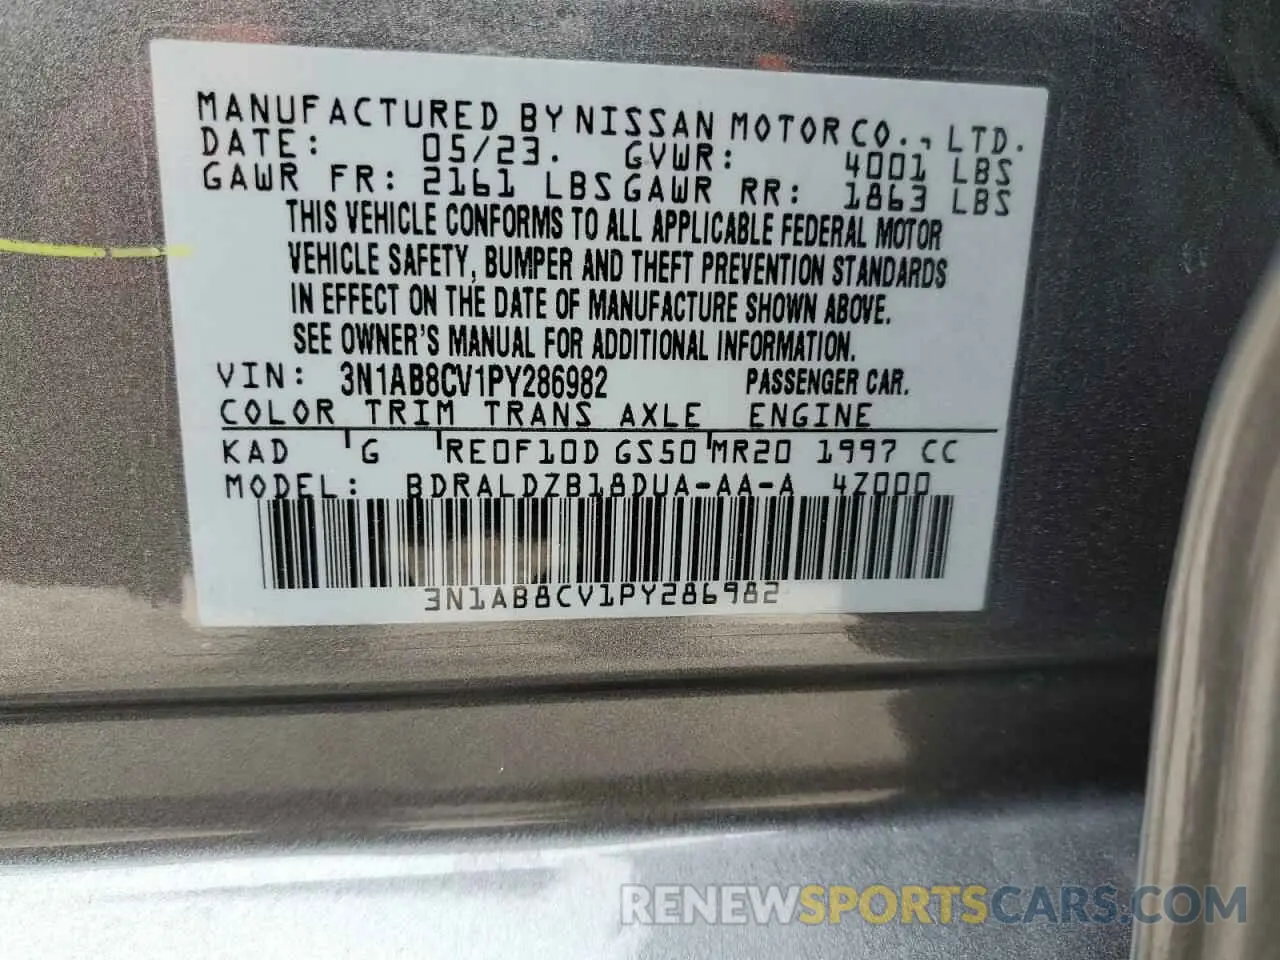 MANUFACTURED BY NISSAN MOTOR CO., LTD.
DATE: 05/23. GVWR: 4001 LBS
GAWR FR: 2161 LBS GAWR RR: 1863 LBS
THIS VEHICLE CONFORMS TO ALL APPLICABLE FEDERAL MOTOR
VEHICLE SAFETY, BUMPER AND THEFT PREVENTION STANDARDS
IN EFFECT ON THE DATE OF MANUFACTURE SHOWN ABOVE.
SEE OWNER'S MANUAL FOR ADDITIONAL INFORMATION.
VIN: 3N1AB8CV1PY286982 PASSENGER CAR.
COLOR TRIM TRANS AXLE ENGINE
KAD G RE0F10D GS50 MR20 1997 CC
MODEL: BDRALDZB18DUA-AA-A 4Z000
3N1AB8CV1PY286982
RENEWSPORTSCARS.COM